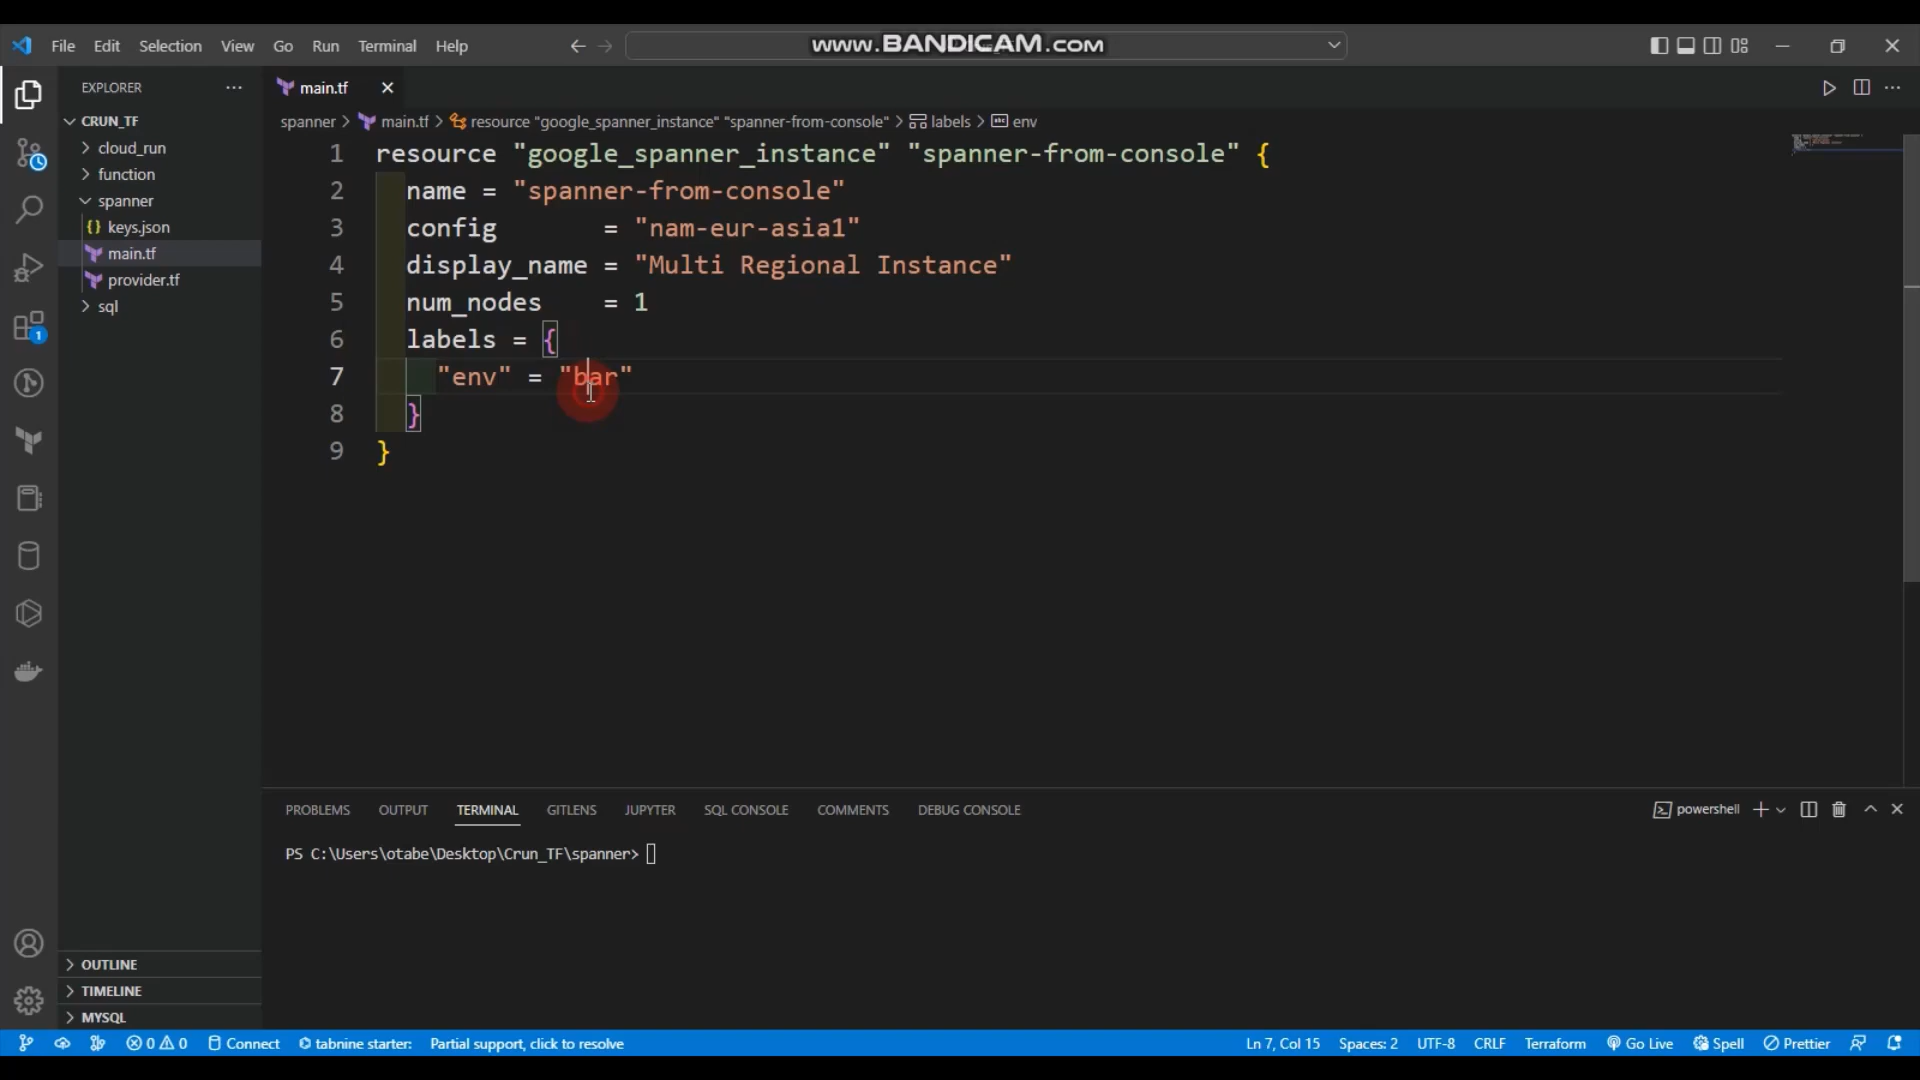 File Edit Selection View Go Run Terminal Help
www.BANDICAM.com
EXPLORER
main.tf
CRUN_TF
cloud_run
function
spanner
keys.json
main.tf
provider.tf
sql
OUTLINE
TIMELINE
MYSQL
spanner main.tf resource "google_spanner_instance" "spanner-from-console" labels env
1 resource "google_spanner_instance" "spanner-from-console" {
2 name = "spanner-from-console"
3 config = "nam-eur-asia1"
4 display_name = "Multi Regional Instance"
5 num_nodes = 1
6 labels = {
7 "env" = "bar"
8 }
9 }
PROBLEMS OUTPUT TERMINAL GITLENS JUPYTER SQL CONSOLE COMMENTS DEBUG CONSOLE
powershell
PS C:\Users\otabe\Desktop\Crun_TF\spanner>
1
0 0 Connect tabnine starter: Partial support, click to resolve
Ln 7, Col 15 Spaces: 2 UTF-8 CRLF Terraform Go Live Spell Prettier